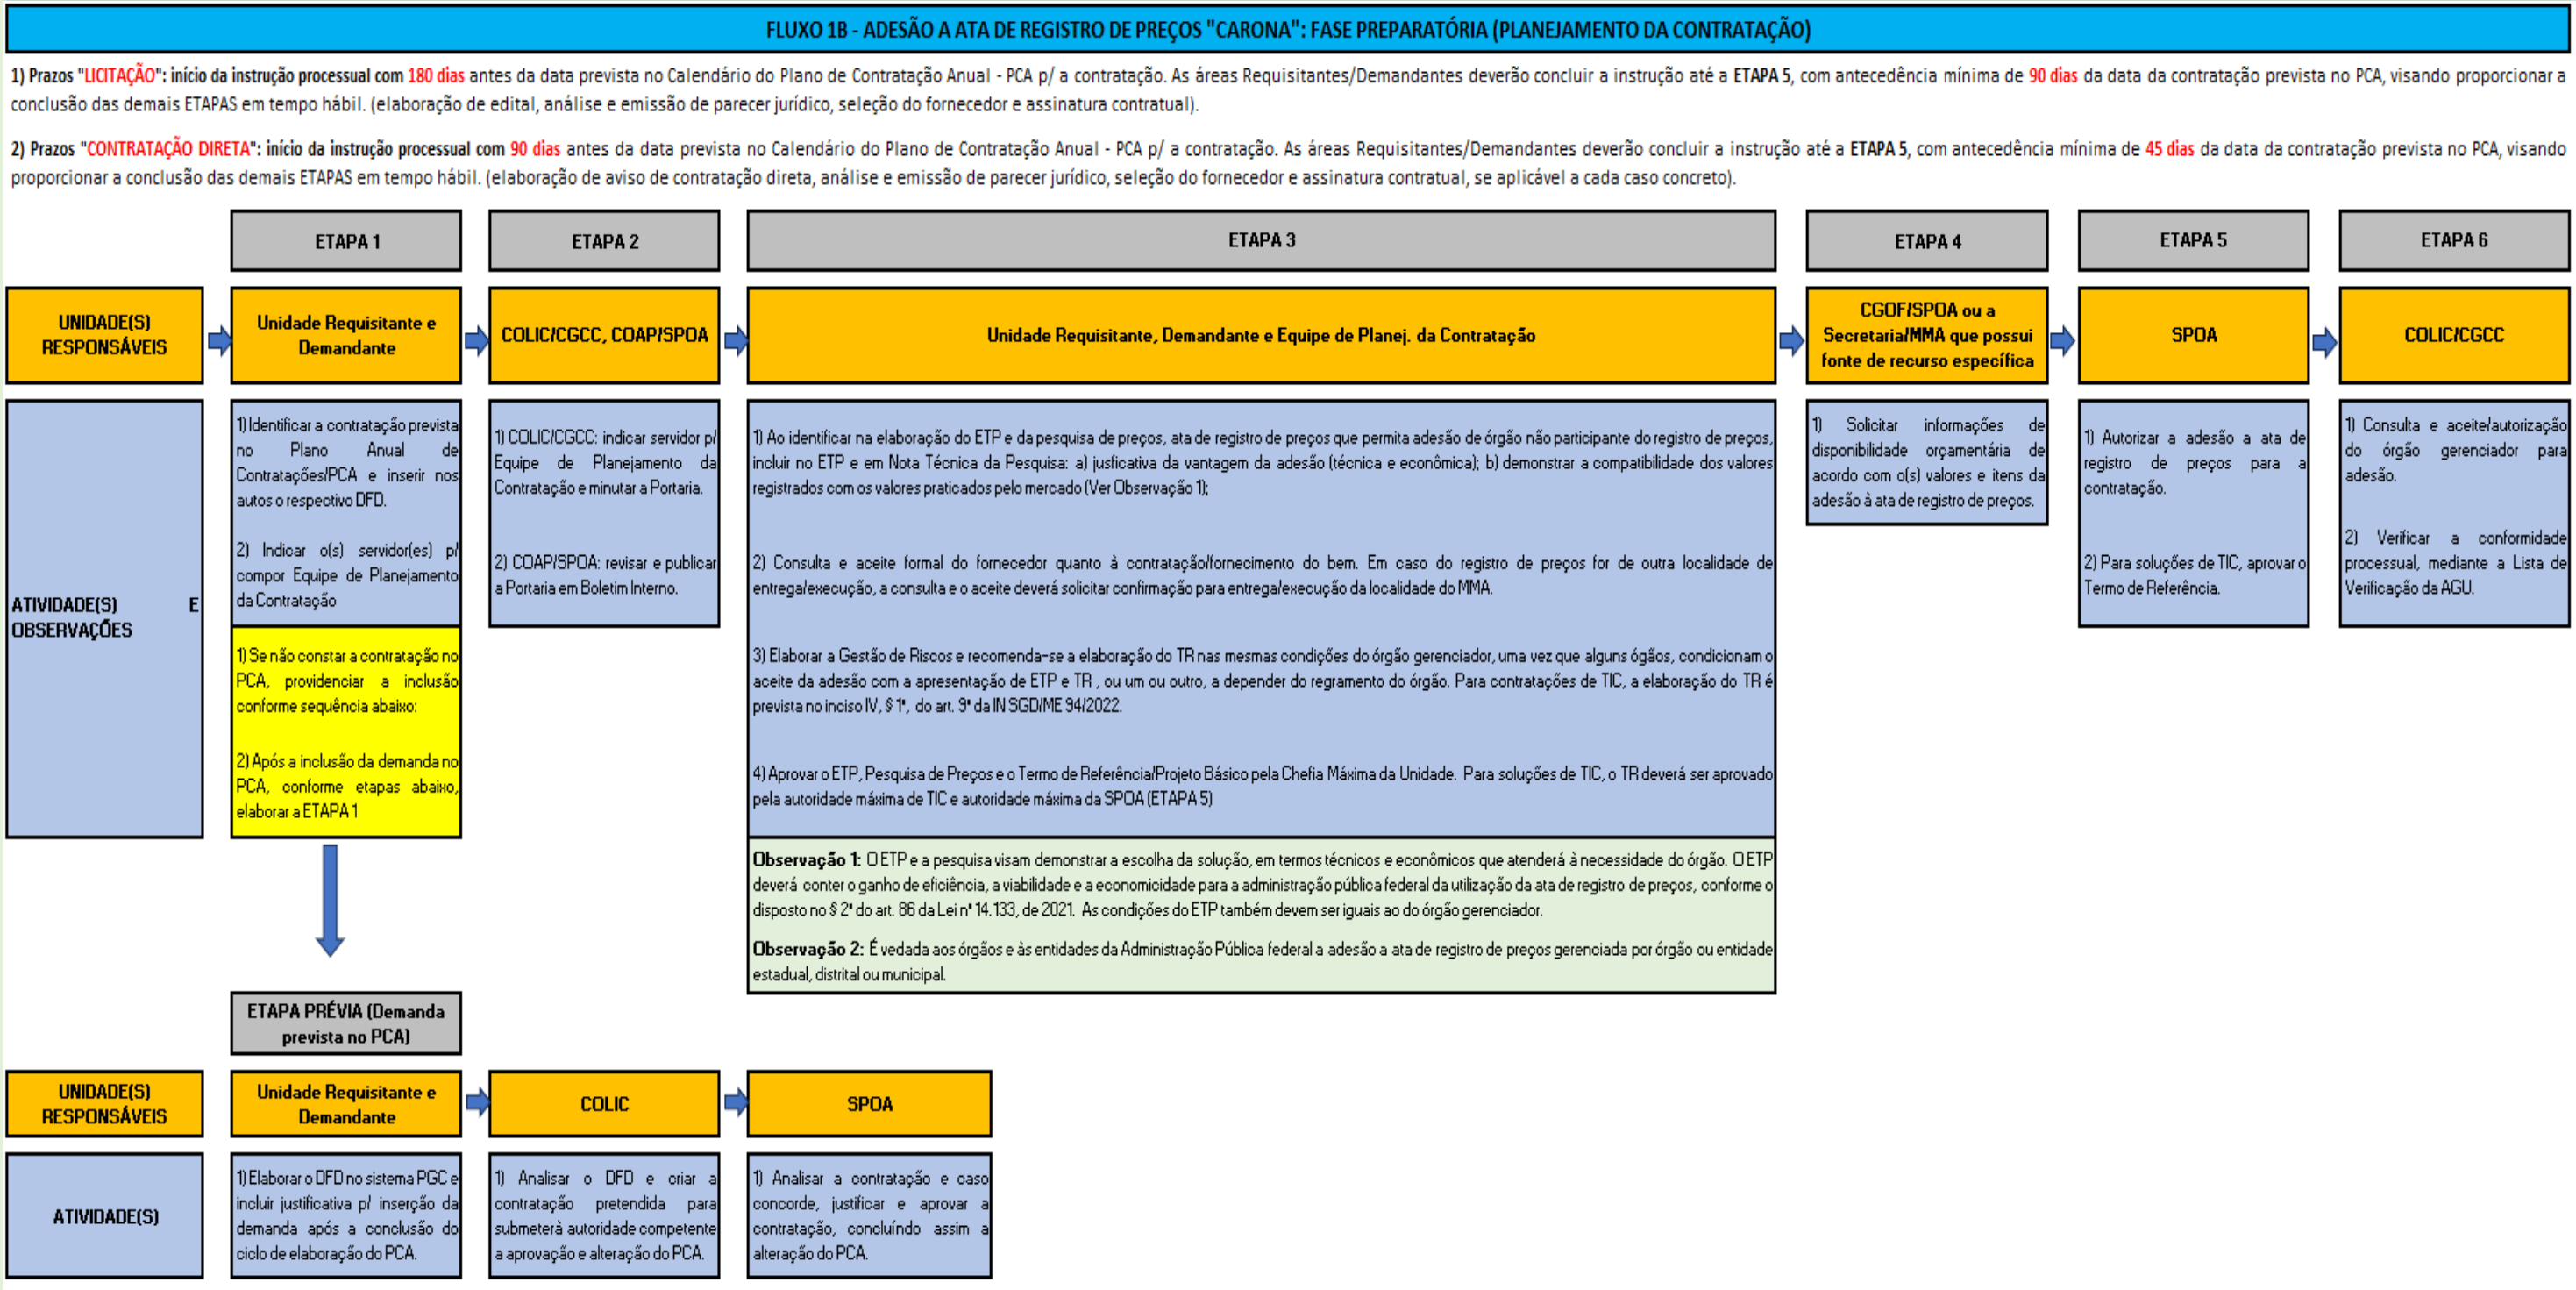 FLUXO 1B - ADESÃO A ATA DE REGISTRO DE PREÇOS "CARONA": FASE PREPARATÓRIA (PLANEJAMENTO DA CONTRATAÇÃO)
1) Prazos "LICITAÇÃO": início da instrução processual com 180 dias antes da data prevista no Calendário do Plano de Contratação Anual - PCA p/ a contratação. As áreas Requisitantes/Demandantes deverão concluir a instrução até a ETAPA 5, com antecedência mínima de 90 dias da data da contratação prevista no PCA, visando proporcionar a
conclusão das demais ETAPAS em tempo hábil. (elaboração de edital, análise e emissão de parecer jurídico, seleção do fornecedor e assinatura contratual).
2) Prazos "CONTRATAÇÃO DIRETA": início da instrução processual com 90 dias antes da data prevista no Calendário do Plano de Contratação Anual - PCA p/ a contratação. As áreas Requisitantes/Demandantes deverão concluir a instrução até a ETAPA 5, com antecedência mínima de 45 dias da data da contratação prevista no PCA, visando
proporcionar a conclusão das demais ETAPAS em tempo hábil. (elaboração de aviso de contratação direta, análise e emissão de parecer jurídico, seleção do fornecedor e assinatura contratual, se aplicável a cada caso concreto).
ETAPA 1
ETAPA 2
ETAPA 3
ETAPA 4
ETAPA 5
ETAPA 6
UNIDADE(S)
RESPONSÁVEIS
Unidade Requisitante e
Demandante
COLIC/CGCC, COAP/SPOA
Unidade Requisitante, Demandante e Equipe de Planej. da Contratação
CGOF/SPOA ou a
Secretaria/MMA que possui
fonte de recurso específica
SPOA
COLIC/CGCC
ATIVIDADE(S) E
OBSERVAÇÕES
1) Identificar a contratação prevista
no Plano Anual de
Contratações/PCA e inserir nos
autos o respectivo DFD.
2) Indicar o(s) servidor(es) p/
compor Equipe de Planejamento
da Contratação
1) Se não constar a contratação no
PCA, providenciar a inclusão
conforme sequência abaixo:
2) Após a inclusão da demanda no
PCA, conforme etapas abaixo,
elaborar a ETAPA 1
1) COLIC/CGCC: indicar servidor p/
Equipe de Planejamento da
Contratação e minutar a Portaria.
2) COAP/SPOA: revisar e publicar
a Portaria em Boletim Interno.
1) Ao identificar na elaboração do ETP e da pesquisa de preços, ata de registro de preços que permita adesão de órgão não participante do registro de preços,
incluir no ETP e em Nota Técnica da Pesquisa: a) jusficativa da vantagem da adesão (técnica e econômica); b) demonstrar a compatibilidade dos valores
registrados com os valores praticados pelo mercado (Ver Observação 1);
2) Consulta e aceite formal do fornecedor quanto à contratação/fornecimento do bem. Em caso do registro de preços for de outra localidade de
entrega/execução, a consulta e o aceite deverá solicitar confirmação para entrega/execução da localidade do MMA.
3) Elaborar a Gestão de Riscos e recomenda-se a elaboração do TR nas mesmas condições do órgão gerenciador, uma vez que alguns ógãos, condicionam o
aceite da adesão com a apresentação de ETP e TR , ou um ou outro, a depender do regramento do órgão. Para contratações de TIC, a elaboração do TR é
prevista no inciso IV, § 1º, do art. 9º da IN SGD/ME 94/2022.
4) Aprovar o ETP, Pesquisa de Preços e o Termo de Referência/Projeto Básico pela Chefia Máxima da Unidade. Para soluções de TIC, o TR deverá ser aprovado
pela autoridade máxima de TIC e autoridade máxima da SPOA (ETAPA 5)
Observação 1: O ETP e a pesquisa visam demonstrar a escolha da solução, em termos técnicos e econômicos que atenderá à necessidade do órgão. O ETP
deverá conter o ganho de eficiência, a viabilidade e a economicidade para a administração pública federal da utilização da ata de registro de preços, conforme o
disposto no § 2º do art. 86 da Lei nº 14.133, de 2021. As condições do ETP também devem ser iguais ao do órgão gerenciador.
Observação 2: É vedada aos órgãos e às entidades da Administração Pública federal a adesão a ata de registro de preços gerenciada por órgão ou entidade
estadual, distrital ou municipal.
1) Solicitar informações de
disponibilidade orçamentária de
acordo com o(s) valores e itens da
adesão à ata de registro de preços.
1) Autorizar a adesão a ata de
registro de preços para a
contratação.
2) Para soluções de TIC, aprovar o
Termo de Referência.
1) Consulta e aceite/autorização
do órgão gerenciador para
adesão.
2) Verificar a conformidade
processual, mediante a Lista de
Verificação da AGU.
ETAPA PRÉVIA (Demanda
prevista no PCA)
UNIDADE(S)
RESPONSÁVEIS
Unidade Requisitante e
Demandante
COLIC
SPOA
ATIVIDADE(S)
1) Elaborar o DFD no sistema PGC e
incluir justificativa p/ inserção da
demanda após a conclusão do
ciclo de elaboração do PCA.
1) Analisar o DFD e criar a
contratação pretendida para
submeterà autoridade competente
a aprovação e alteração do PCA.
1) Analisar a contratação e caso
concorde, justificar e aprovar a
contratação, concluíndo assim a
alteração do PCA.